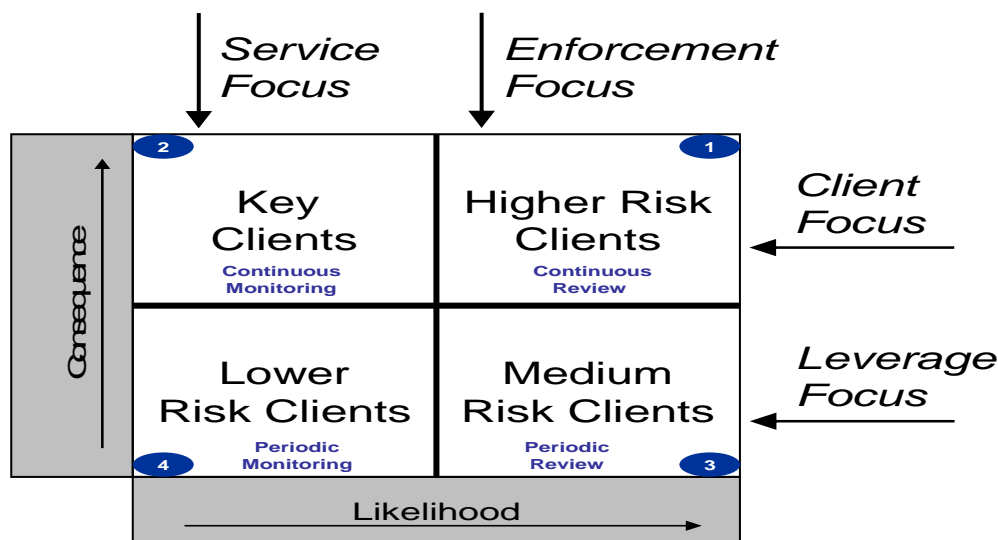 Service
Focus
Enforcement
Focus
2
1
Key
Clients
Continuous
Monitoring
Higher Risk
Clients
Continuous
Review
Client
Focus
Consequence
Lower
Risk Clients
Periodic
Monitoring
4
Medium
Risk Clients
Periodic
Review
3
Leverage
Focus
Likelihood